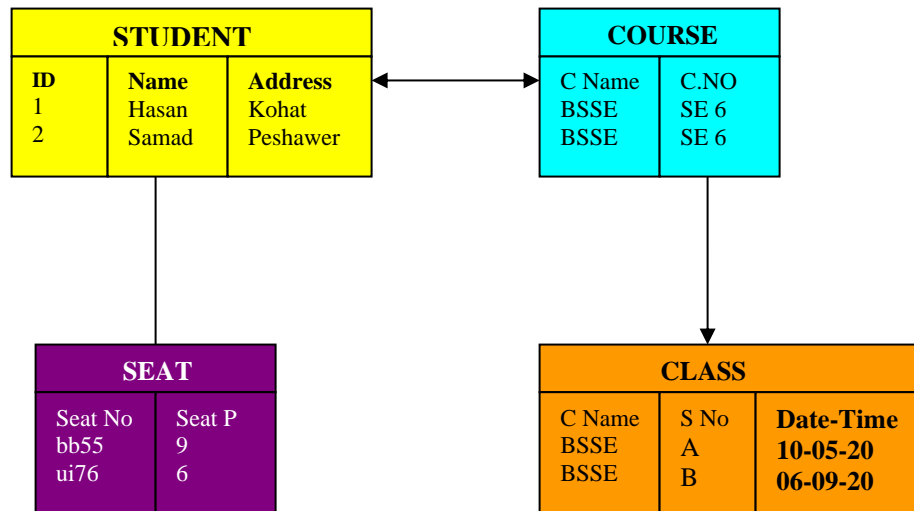 STUDENT
ID Name Address
1 Hasan Kohat
2 Samad Peshawer
COURSE
C Name C.NO
BSSE SE 6
BSSE SE 6
SEAT
Seat No Seat P
bb55 9
ui76 6
CLASS
C Name S No Date-Time
BSSE A 10-05-20
BSSE B 06-09-20